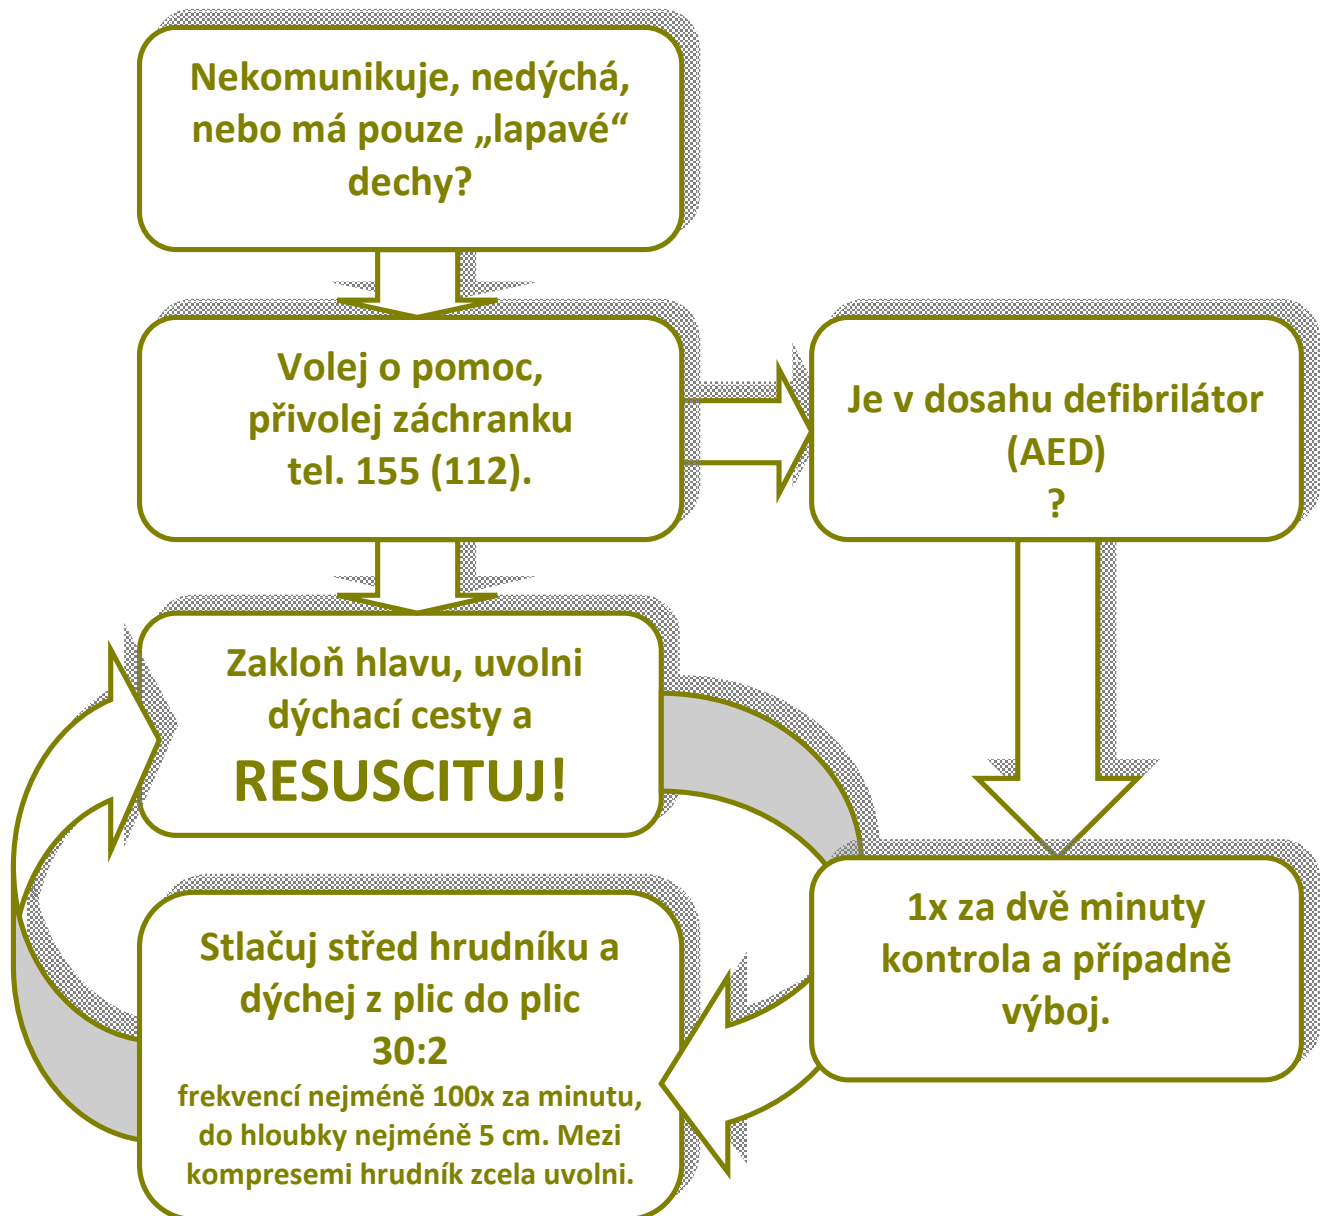 Nekomunikuje, nedýchá,
nebo má pouze „lapavé“
dechy?
Volej o pomoc,
přivolej záchranku
tel. 155 (112).
Je v dosahu defibrilátor
(AED)
?
Zakloň hlavu, uvolni
dýchací cesty a
RESUSCITUJ!
1x za dvě minuty
kontrola a případně
výboj.
Stlačuj střed hrudníku a
dýchej z plic do plic
30:2
frekvencí nejméně 100x za minutu,
do hloubky nejméně 5 cm. Mezi
kompresemi hrudník zcela uvolni.